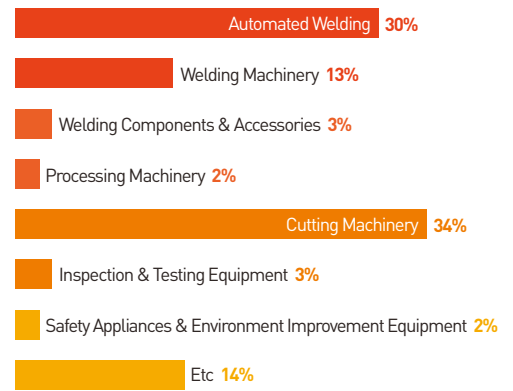 Automated Welding 30%
Welding Machinery 13%
Welding Components & Accessories 3%
Processing Machinery 2%
Cutting Machinery 34%
Inspection & Testing Equipment 3%
Safety Appliances & Environment Improvement Equipment 2%
Etc 14%